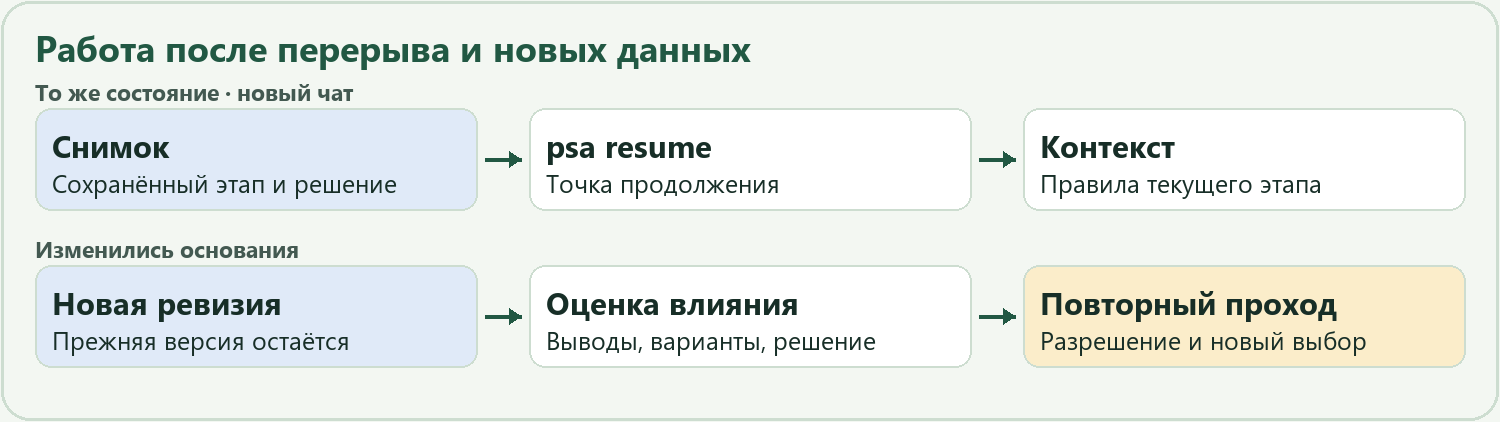 Работа после перерыва и новых данных
То же состояние · новый чат
Снимок
Сохранённый этап и решение
psa resume
Точка продолжения
Контекст
Правила текущего этапа
Изменились основания
Новая ревизия
Прежняя версия остаётся
Оценка влияния
Выводы, варианты, решение
Повторный проход
Разрешение и новый выбор